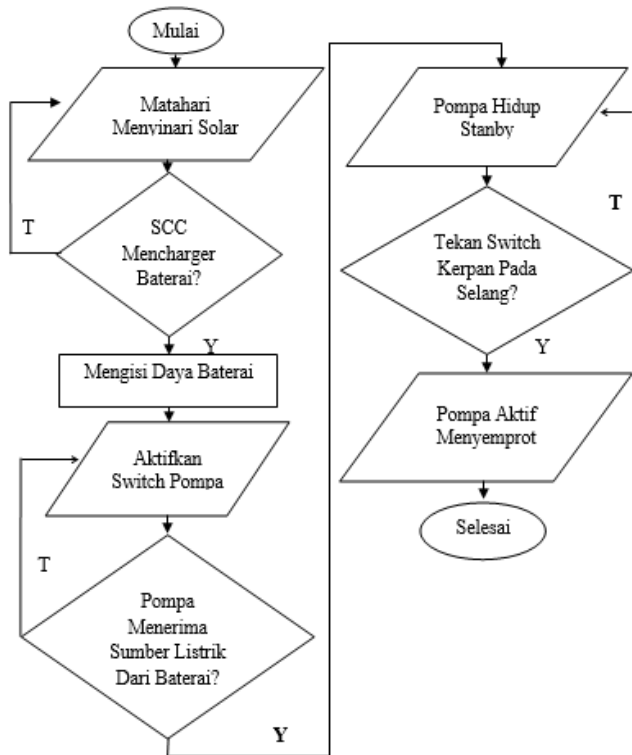 Mulai
Matahari
Menyinari Solar
T
SCC
Mencharger
Baterai?
Y
Mengisi Daya Baterai
Aktifkan
Switch Pompa
T
Pompa
Menerima
Sumber Listrik
Dari Baterai?
Y
Pompa Hidup
Stanby
T
Tekan Switch
Kerpan Pada
Selang?
Y
Pompa Aktif
Menyemprot
Selesai